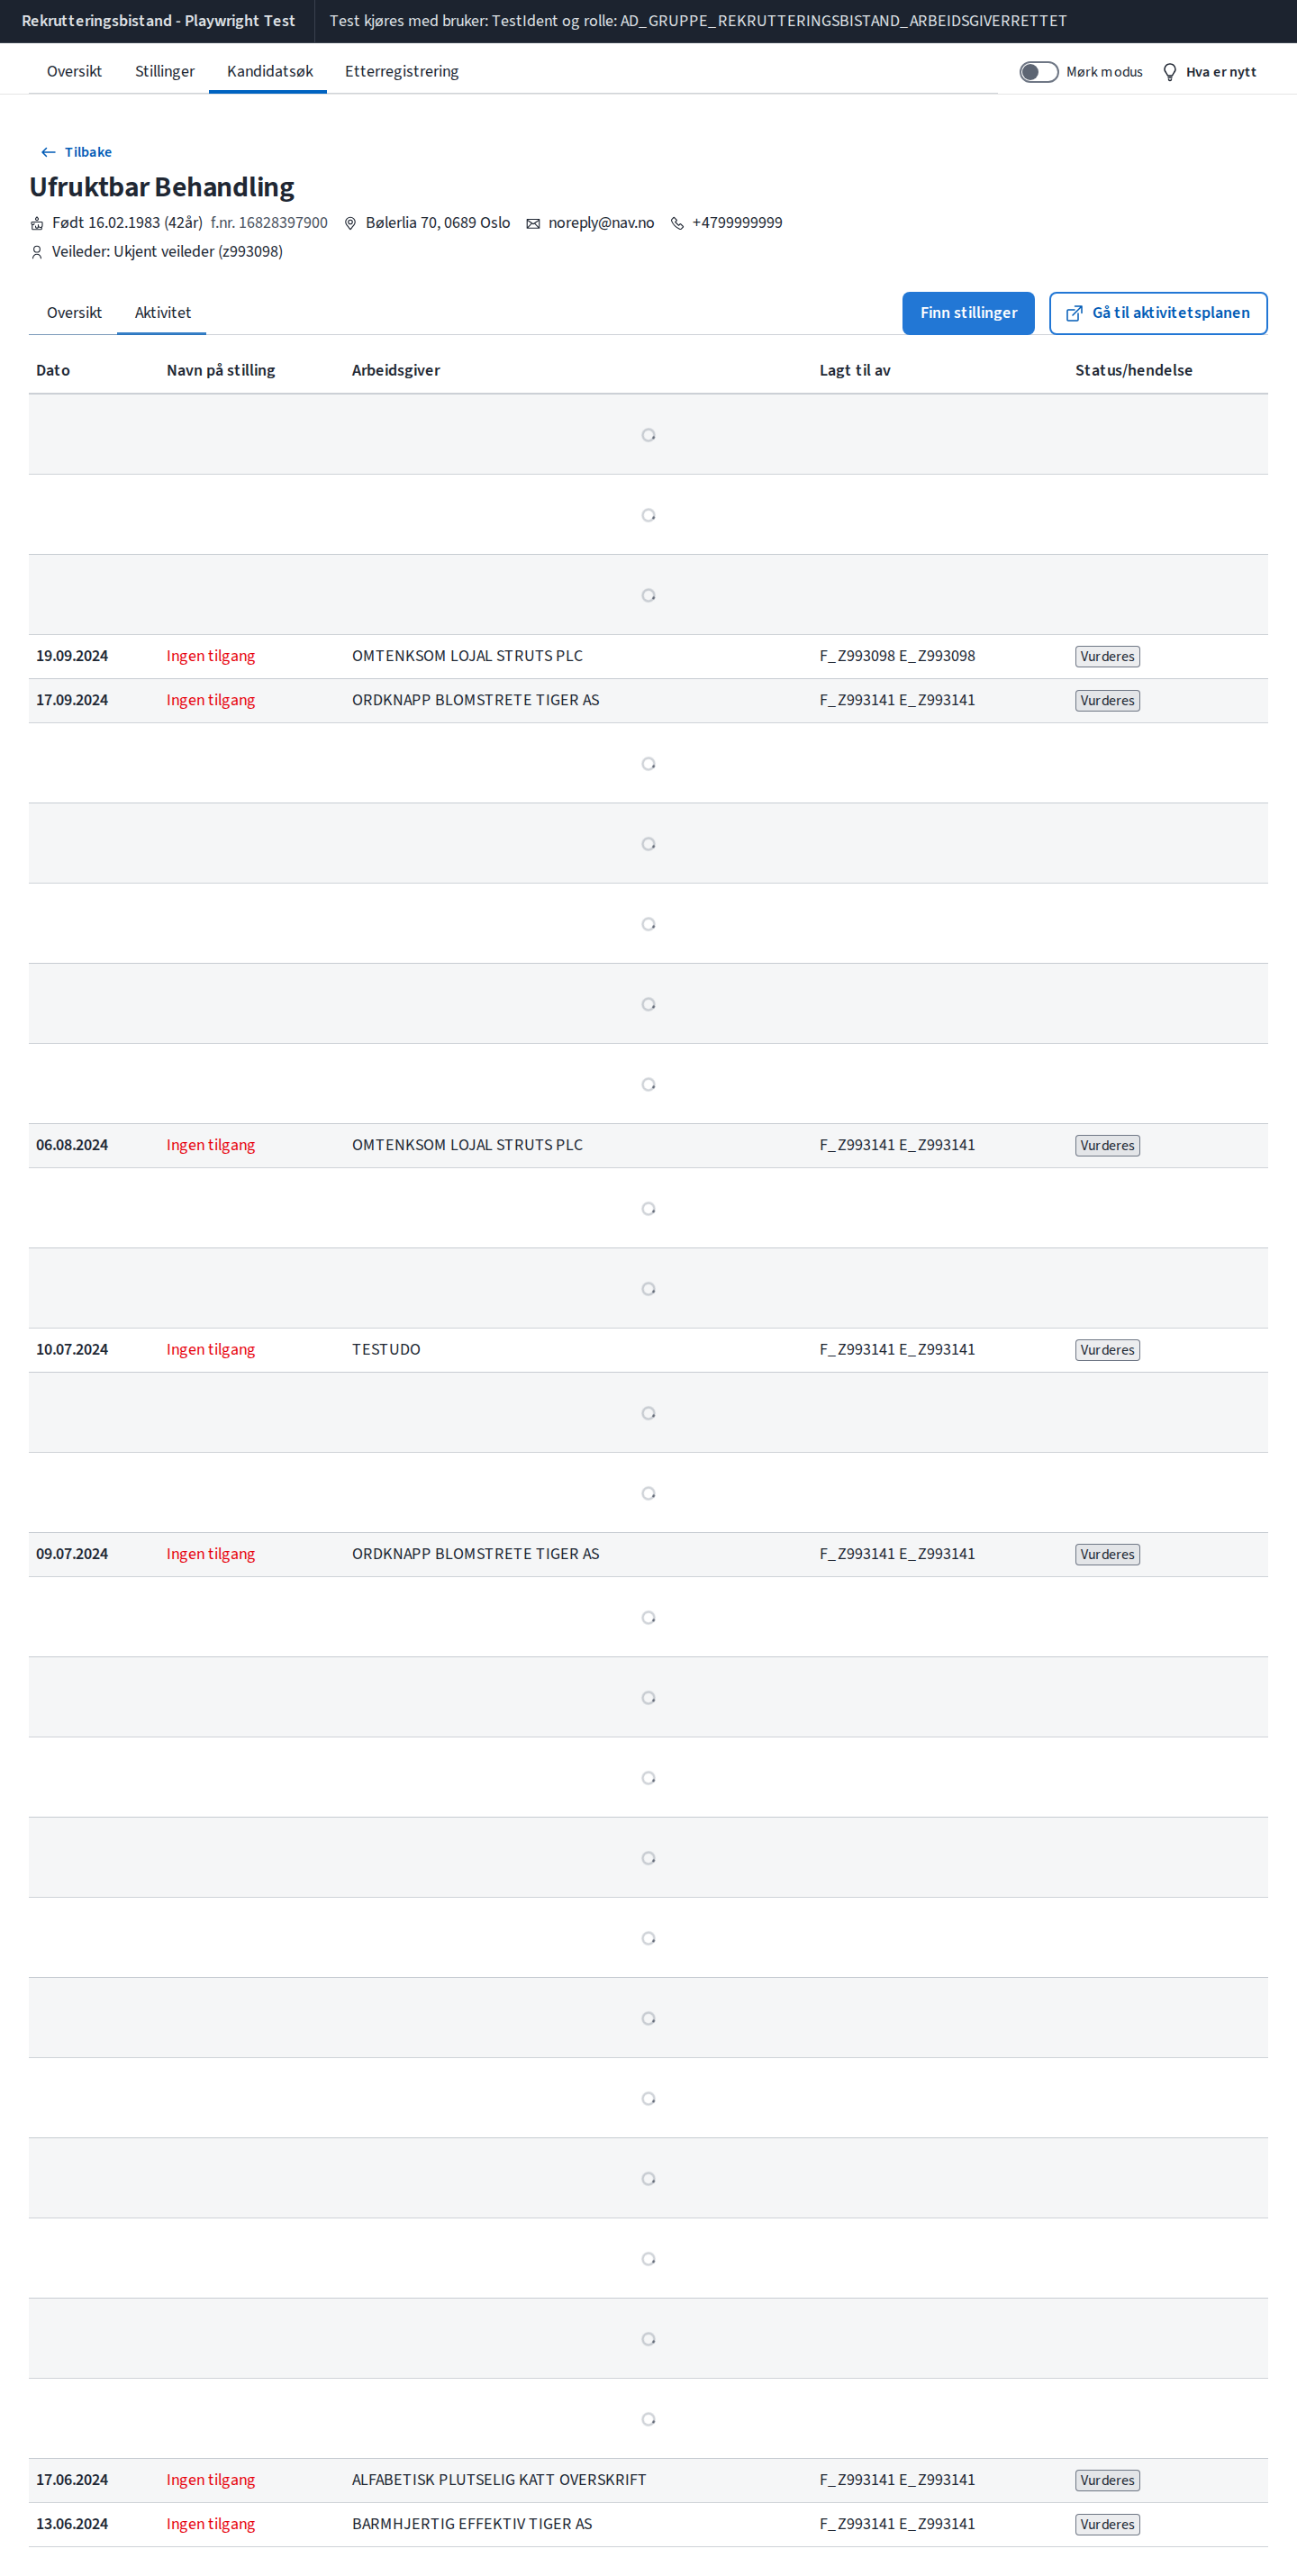 Rekrutteringsbistand - Playwright Test Test kjøres med bruker: TestIdent og rolle: AD_GRUPPE_REKRUTTERINGSBISTAND_ARBEIDSGIVERRETTET
Oversikt Stillinger Kandidatsøk Etterregistrering Mørk modus Hva er nytt
Tilbake
Ufruktbar Behandling
Født 16.02.1983 (42år) f.nr. 16828397900 Bølerlia 70, 0689 Oslo noreply@nav.no +4799999999
Veileder: Ukjent veileder (z993098)
Oversikt Aktivitet Finn stillinger Gå til aktivitetsplanen
Dato Navn på stilling Arbeidsgiver Lagt til av Status/hendelse
19.09.2024 Ingen tilgang OMTENKSOM LOJAL STRUTS PLC F_Z993098 E_Z993098 Vurderes
17.09.2024 Ingen tilgang ORDKNAPP BLOMSTRETE TIGER AS F_Z993141 E_Z993141 Vurderes
06.08.2024 Ingen tilgang OMTENKSOM LOJAL STRUTS PLC F_Z993141 E_Z993141 Vurderes
10.07.2024 Ingen tilgang TESTUDO F_Z993141 E_Z993141 Vurderes
09.07.2024 Ingen tilgang ORDKNAPP BLOMSTRETE TIGER AS F_Z993141 E_Z993141 Vurderes
17.06.2024 Ingen tilgang ALFABETISK PLUTSELIG KATT OVERSKRIFT F_Z993141 E_Z993141 Vurderes
13.06.2024 Ingen tilgang BARMHJERTIG EFFEKTIV TIGER AS F_Z993141 E_Z993141 Vurderes